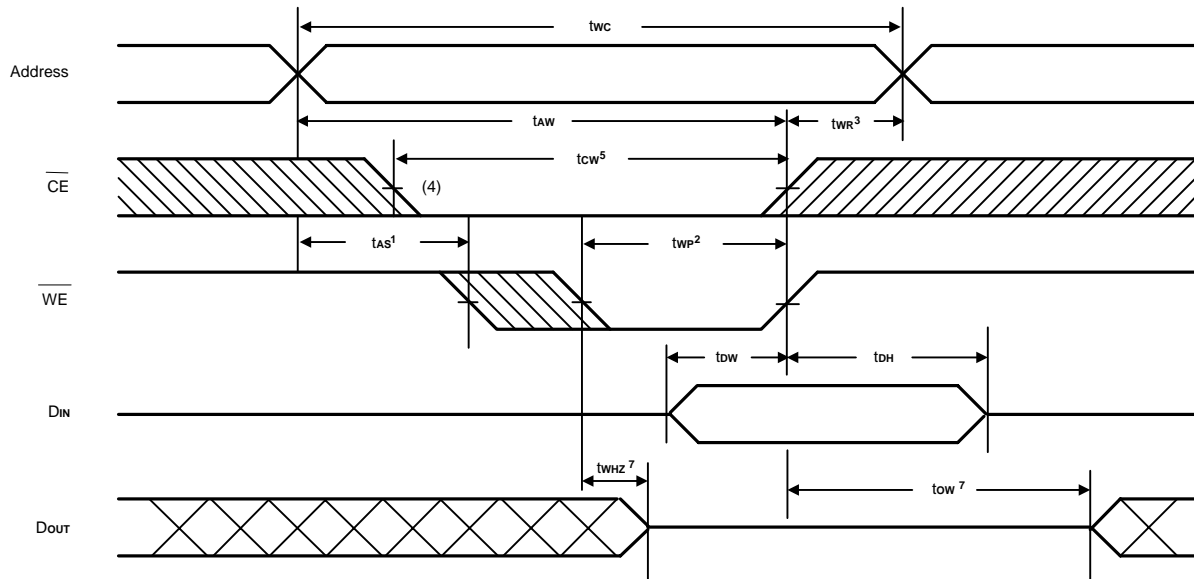 tWC
Address
tAW
tWR³
tCW⁵
CE
(4)
tAS¹
tWP²
WE
tDW
tDH
DIN
tWHZ ⁷
tOW ⁷
DOUT